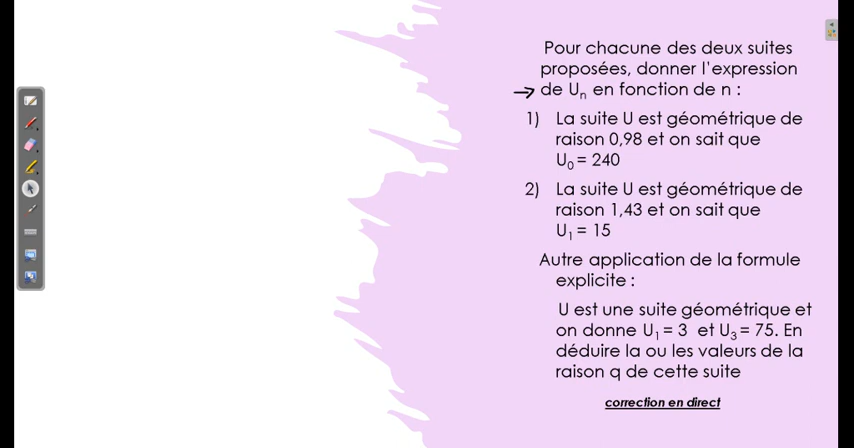 Pour chacune des deux suites
proposées, donner l'expression
→ de Un en fonction de n :
1) La suite U est géométrique de
raison 0,98 et on sait que
U0 = 240
2) La suite U est géométrique de
raison 1,43 et on sait que
U1 = 15
Autre application de la formule
explicite :
U est une suite géométrique et
on donne U1 = 3 et U3 = 75. En
déduire la ou les valeurs de la
raison q de cette suite
correction en direct